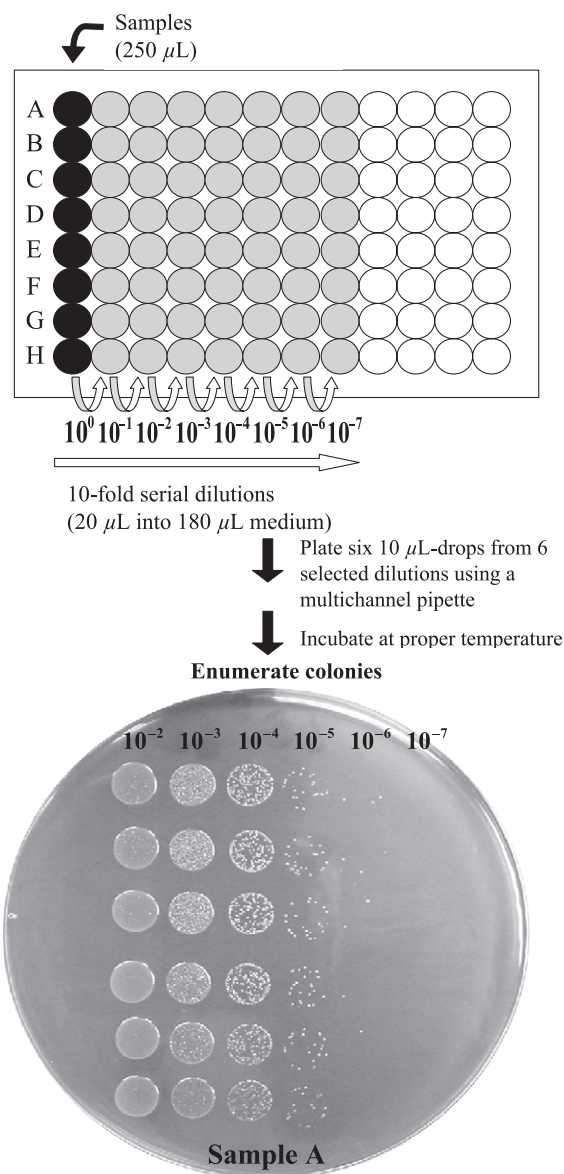 Samples
(250 µL)
A
B
C
D
E
F
G
H
10⁰ 10⁻¹ 10⁻² 10⁻³ 10⁻⁴ 10⁻⁵ 10⁻⁶ 10⁻⁷
10-fold serial dilutions
(20 µL into 180 µL medium)
Plate six 10 µL-drops from 6
selected dilutions using a
multichannel pipette
Incubate at proper temperature
Enumerate colonies
10⁻² 10⁻³ 10⁻⁴ 10⁻⁵ 10⁻⁶ 10⁻⁷
Sample A